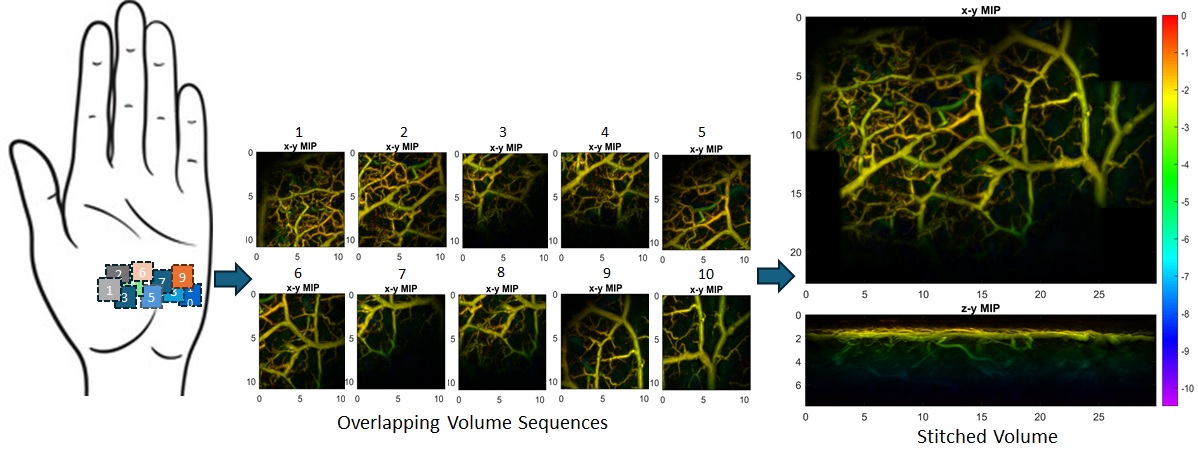 2 6 9
1 7
3 5 3 1
0
1 2 3 4 5
x-y MIP x-y MIP x-y MIP x-y MIP x-y MIP
0 0 0 0 0
5 5 5 5 5
10 10 10 10 10
0 5 10 0 5 10 0 5 10 0 5 10 0 5 10
6 7 8 9 10
x-y MIP x-y MIP x-y MIP x-y MIP x-y MIP
0 0 0 0 0
5 5 5 5 5
10 10 10 10 10
0 5 10 0 5 10 0 5 10 0 5 10 0 5 10
Overlapping Volume Sequences
x-y MIP
0
5
10
15
20
0 5 10 15 20 25
z-y MIP
0
2
4
6
0 5 10 15 20 25
Stitched Volume
0
-1
-2
-3
-4
-5
-6
-7
-8
-9
-10